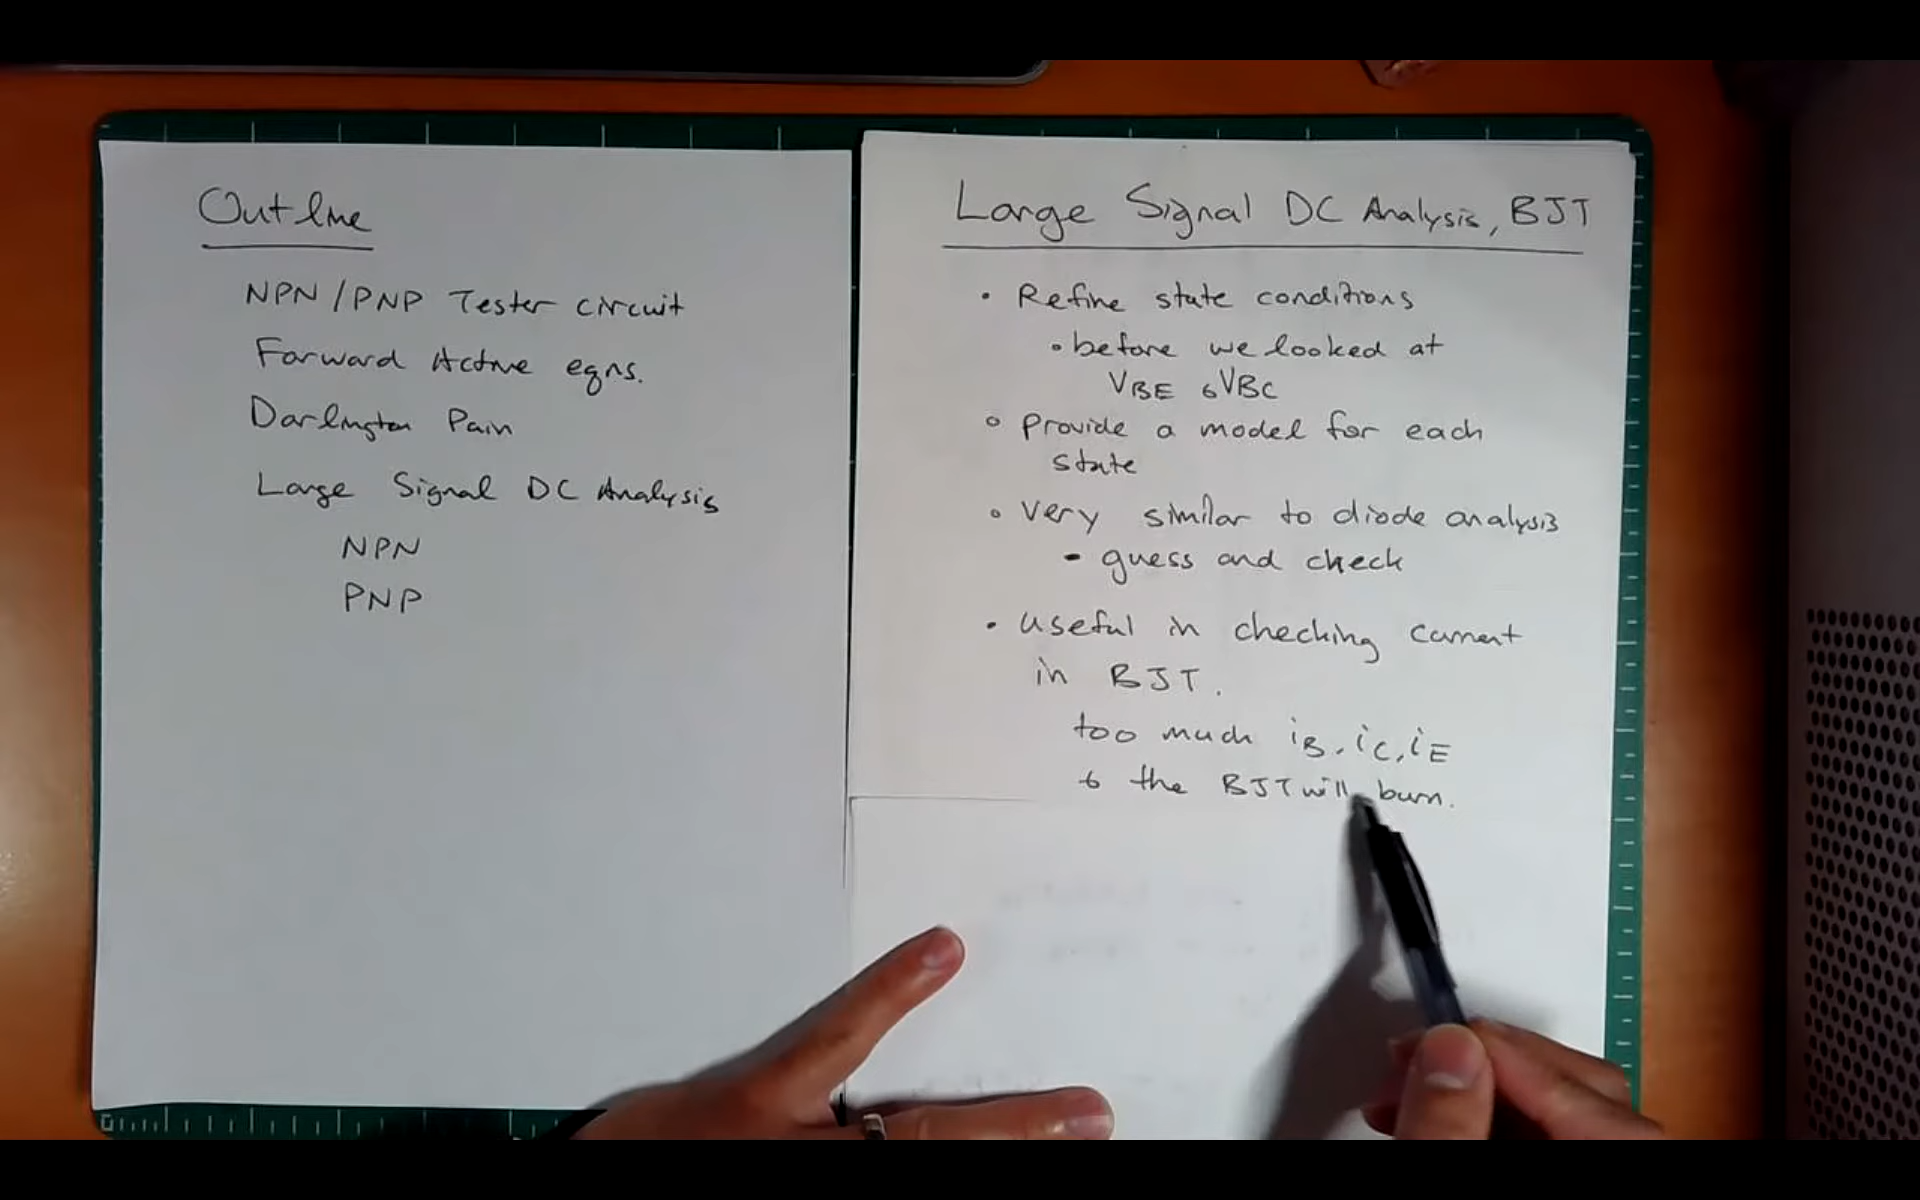 Outline
NPN/PNP Tester circuit
Forward Active eqns.
Darlington Pair
Large Signal DC Analysis
NPN
PNP
Large Signal DC Analysis, BJT
• Refine state conditions
• before we looked at
VBE & VBC
• Provide a model for each
state
• Very similar to diode analysis
- guess and check
• Useful in checking current
in BJT.
too much iB, iC, iE
& the BJT will burn.